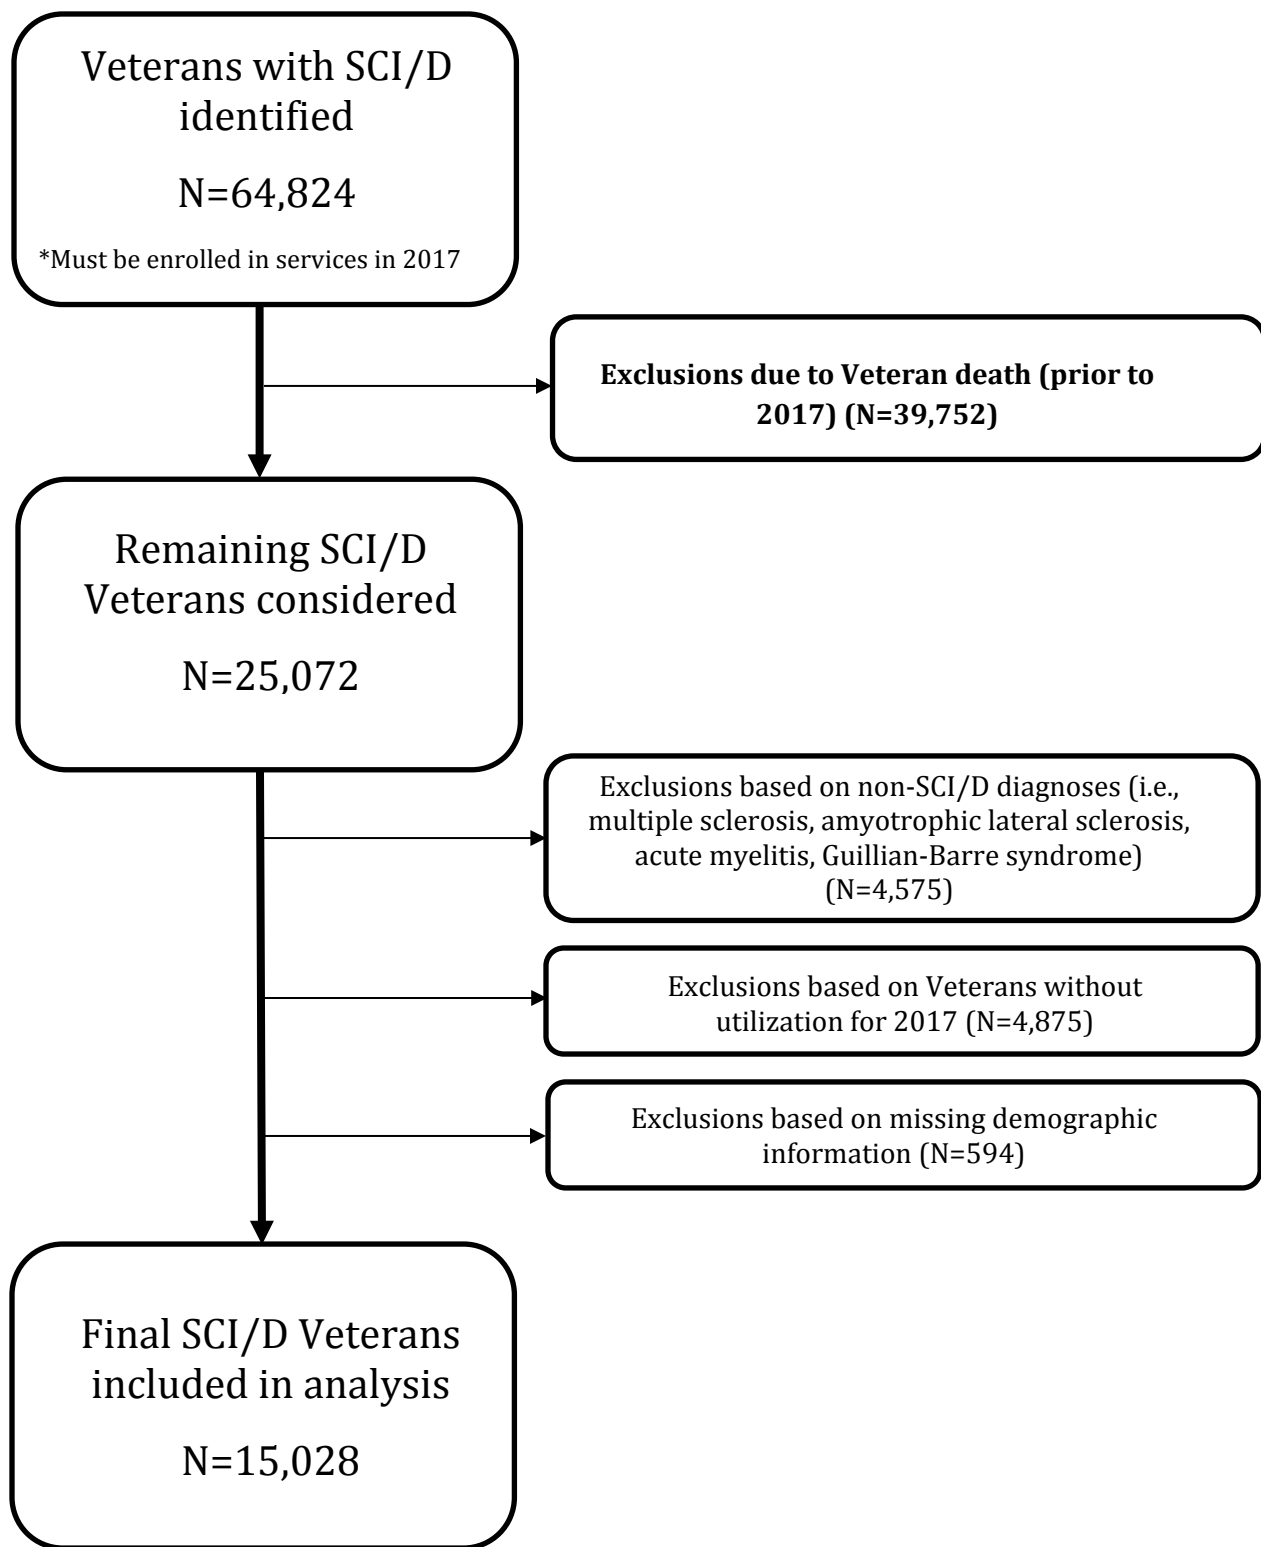 Veterans with SCI/D
identified
N=64,824
*Must be enrolled in services in 2017
Exclusions due to Veteran death (prior to
2017) (N=39,752)
Remaining SCI/D
Veterans considered
N=25,072
Exclusions based on non-SCI/D diagnoses (i.e.,
multiple sclerosis, amyotrophic lateral sclerosis,
acute myelitis, Guillian-Barre syndrome)
(N=4,575)
Exclusions based on Veterans without
utilization for 2017 (N=4,875)
Exclusions based on missing demographic
information (N=594)
Final SCI/D Veterans
included in analysis
N=15,028